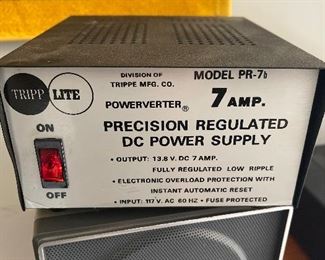 TRIPP LITE
DIVISION OF
TRIPPE MFG. CO.
MODEL PR-7b
POWERVERTER®
7 AMP.
PRECISION REGULATED
DC POWER SUPPLY
• OUTPUT: 13.8 V. DC 7 AMP.
FULLY REGULATED LOW RIPPLE
• ELECTRONIC OVERLOAD PROTECTION WITH
INSTANT AUTOMATIC RESET
• INPUT: 117 V. AC 60 HZ • FUSE PROTECTED
ON
OFF